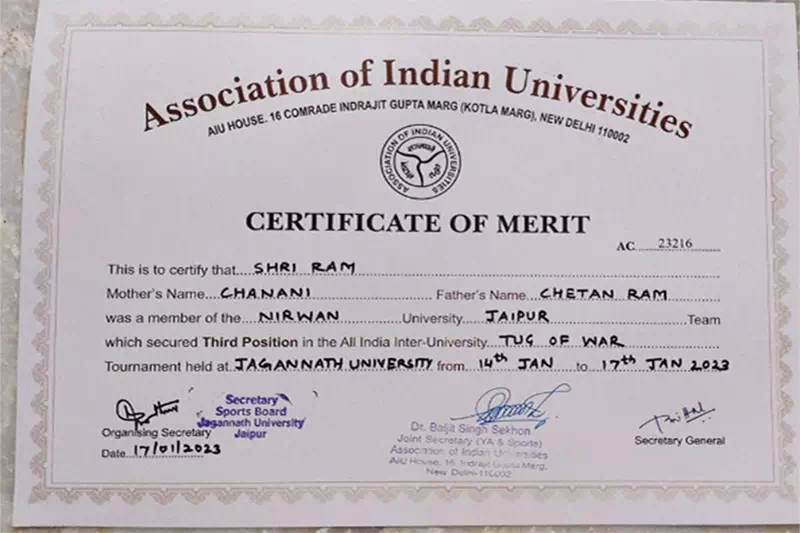 Association of Indian Universities
AIU HOUSE. 16 COMRADE INDRAJIT GUPTA MARG (KOTLA MARG), NEW DELHI 110002
ASSOCIATION OF INDIAN UNIVERSITIES
CERTIFICATE OF MERIT
AC 23216
This is to certify that SHRI RAM
Mother's Name CHANANI Father's Name CHETAN RAM
was a member of the NIRWAN University JAIPUR Team
which secured Third Position in the All India Inter-University TUG OF WAR
Tournament held at JAGANNATH UNIVERSITY from 14th JAN to 17th JAN 2023
Secretary
Sports Board
Jagannath University
Jaipur
Organising Secretary
Date 17/01/2023
Dr. Baljit Singh Sekhon
Joint Secretary (YA & Sports)
Association of Indian Universities
AIU House, 16, Indrajit Gupta Marg,
New Delhi-110002
Secretary General